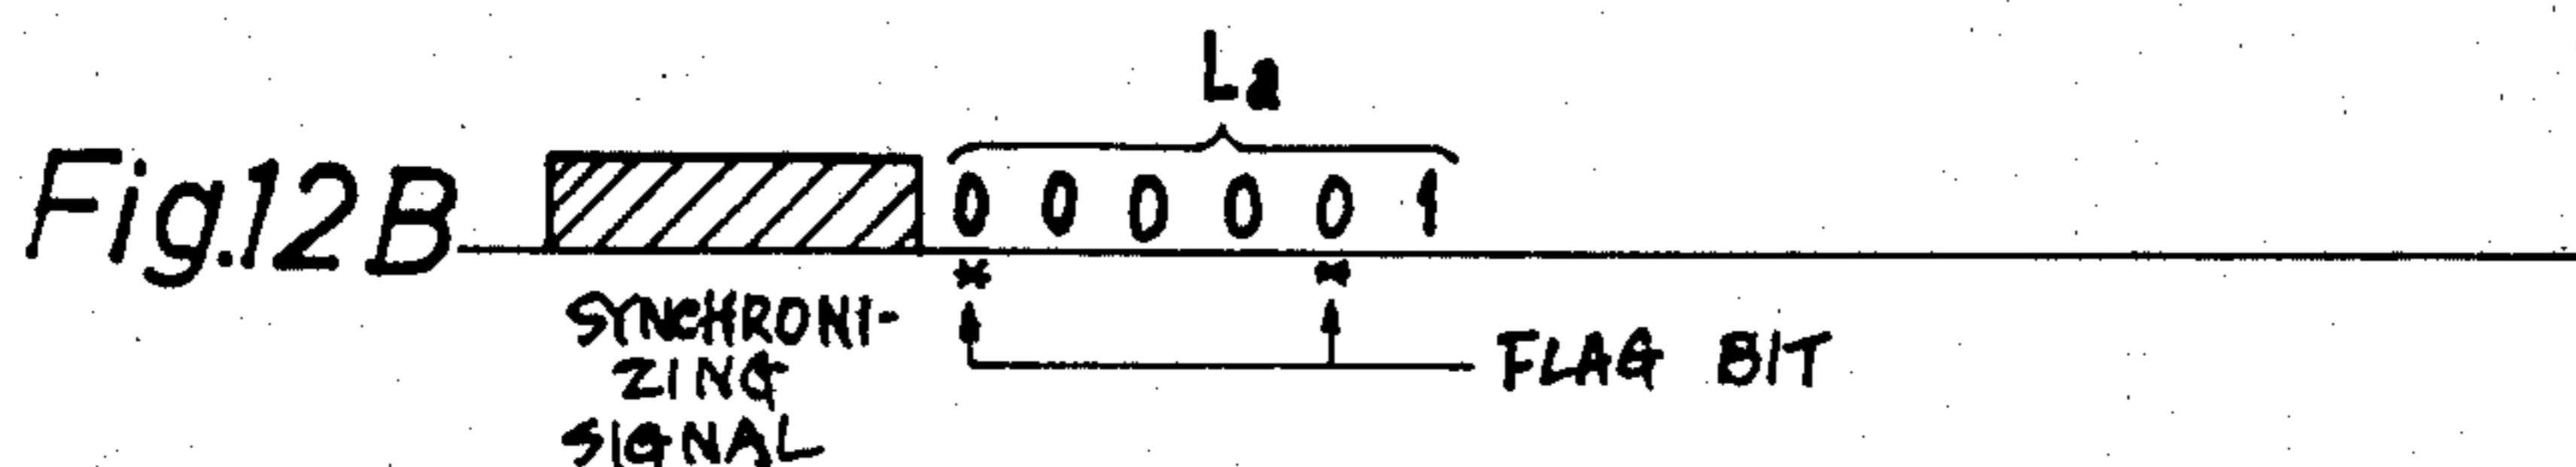 La
Fig.12B
0 0 0 0 0 1
* *
SYNCHRONI-
ZING
SIGNAL
FLAG BIT